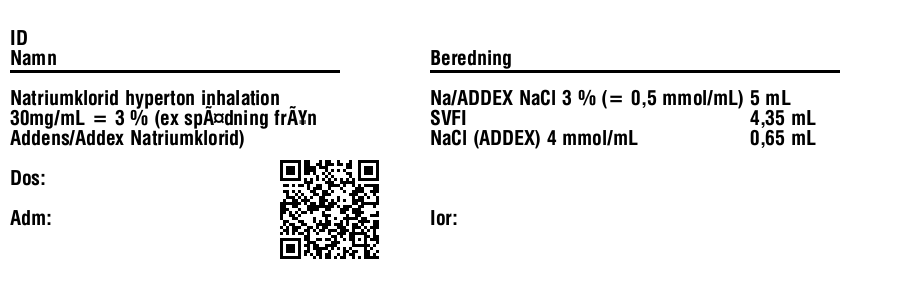 ID
Namn
Natriumklorid hyperton inhalation
30mg/mL = 3 % (ex spÃ¤dning frÃ¥n
Addens/Addex Natriumklorid)
Dos:
Adm:
Beredning
Na/ADDEX NaCl 3 % (= 0,5 mmol/mL) 5 mL
SVFI 4,35 mL
NaCl (ADDEX) 4 mmol/mL 0,65 mL
Ior: